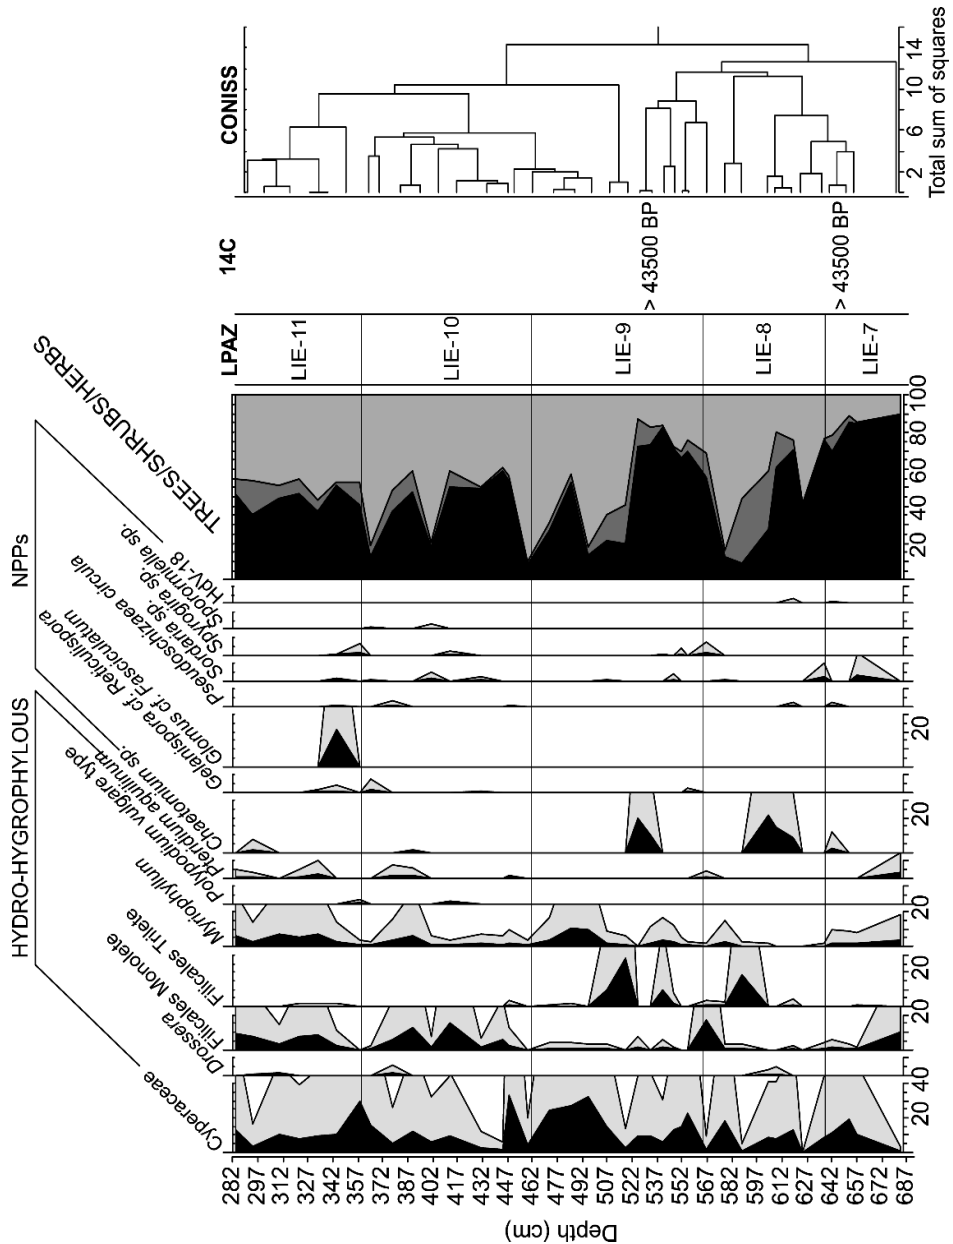 HYDRO-HYGROPHYLOUS
NPPs
TREES/SHRUBS/HERBS
LPAZ
14C
CONISS
Cyperaceae
Drossera
Filicales Monolete
Filicales Trilete
Myriophyllum
Polypodium vulgare type
Pteridium aquilinum
Chaetomium sp.
Gelanispora cf. Reticulispora
Glomus cf. Fasciculatum
Pseudoschizaea circula
Sordaria sp.
Spyrogira sp.
Sporormiella sp.
HdV-18
LIE-11
LIE-10
LIE-9
LIE-8
LIE-7
> 43500 BP
> 43500 BP
Depth (cm)
282
297
312
327
342
357
372
387
402
417
432
447
462
477
492
507
522
537
552
567
582
597
612
627
642
657
672
687
20 40
20
20
20
20
20
20 40 60 80 100
2 6 10 14
Total sum of squares